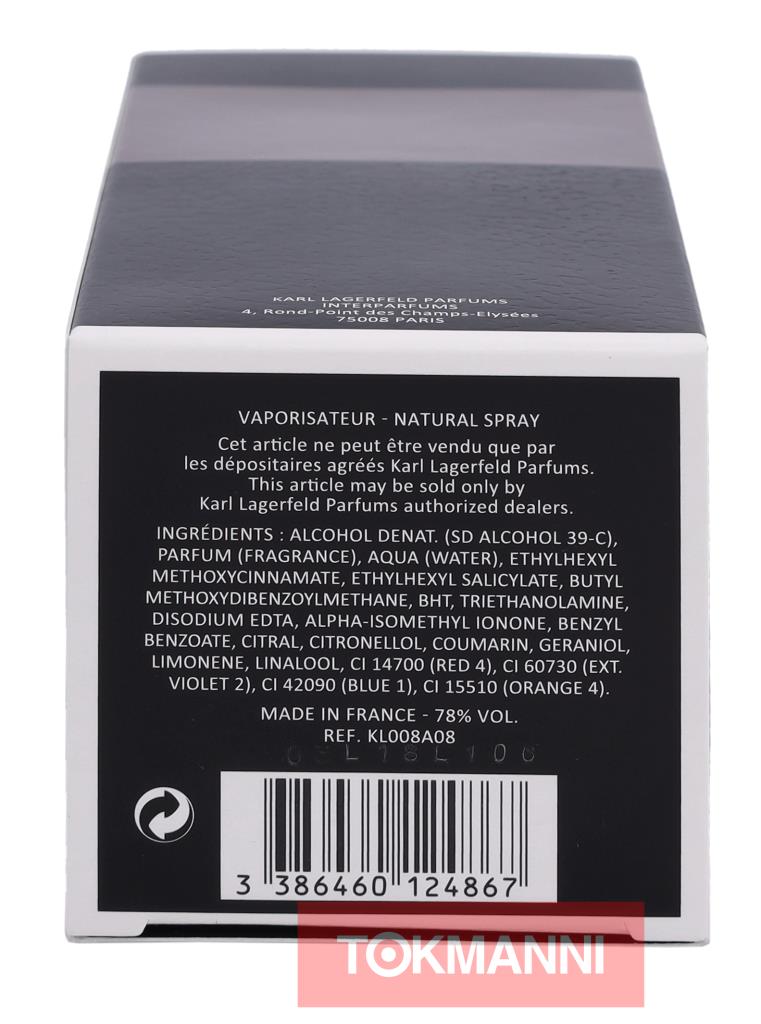 KARL LAGERFELD PARFUMS
INTERPARFUMS
4, Rond-Point des Champs-Elysées
75008 PARIS
VAPORISATEUR - NATURAL SPRAY
Cet article ne peut être vendu que par
les dépositaires agréés Karl Lagerfeld Parfums.
This article may be sold only by
Karl Lagerfeld Parfums authorized dealers.
INGRÉDIENTS : ALCOHOL DENAT. (SD ALCOHOL 39-C),
PARFUM (FRAGRANCE), AQUA (WATER), ETHYLHEXYL
METHOXYCINNAMATE, ETHYLHEXYL SALICYLATE, BUTYL
METHOXYDIBENZOYLMETHANE, BHT, TRIETHANOLAMINE,
DISODIUM EDTA, ALPHA-ISOMETHYL IONONE, BENZYL
BENZOATE, CITRAL, CITRONELLOL, COUMARIN, GERANIOL,
LIMONENE, LINALOOL, CI 14700 (RED 4), CI 60730 (EXT.
VIOLET 2), CI 42090 (BLUE 1), CI 15510 (ORANGE 4).
MADE IN FRANCE - 78% VOL.
REF. KL008A08
3 386460 124867
TOKMANNI